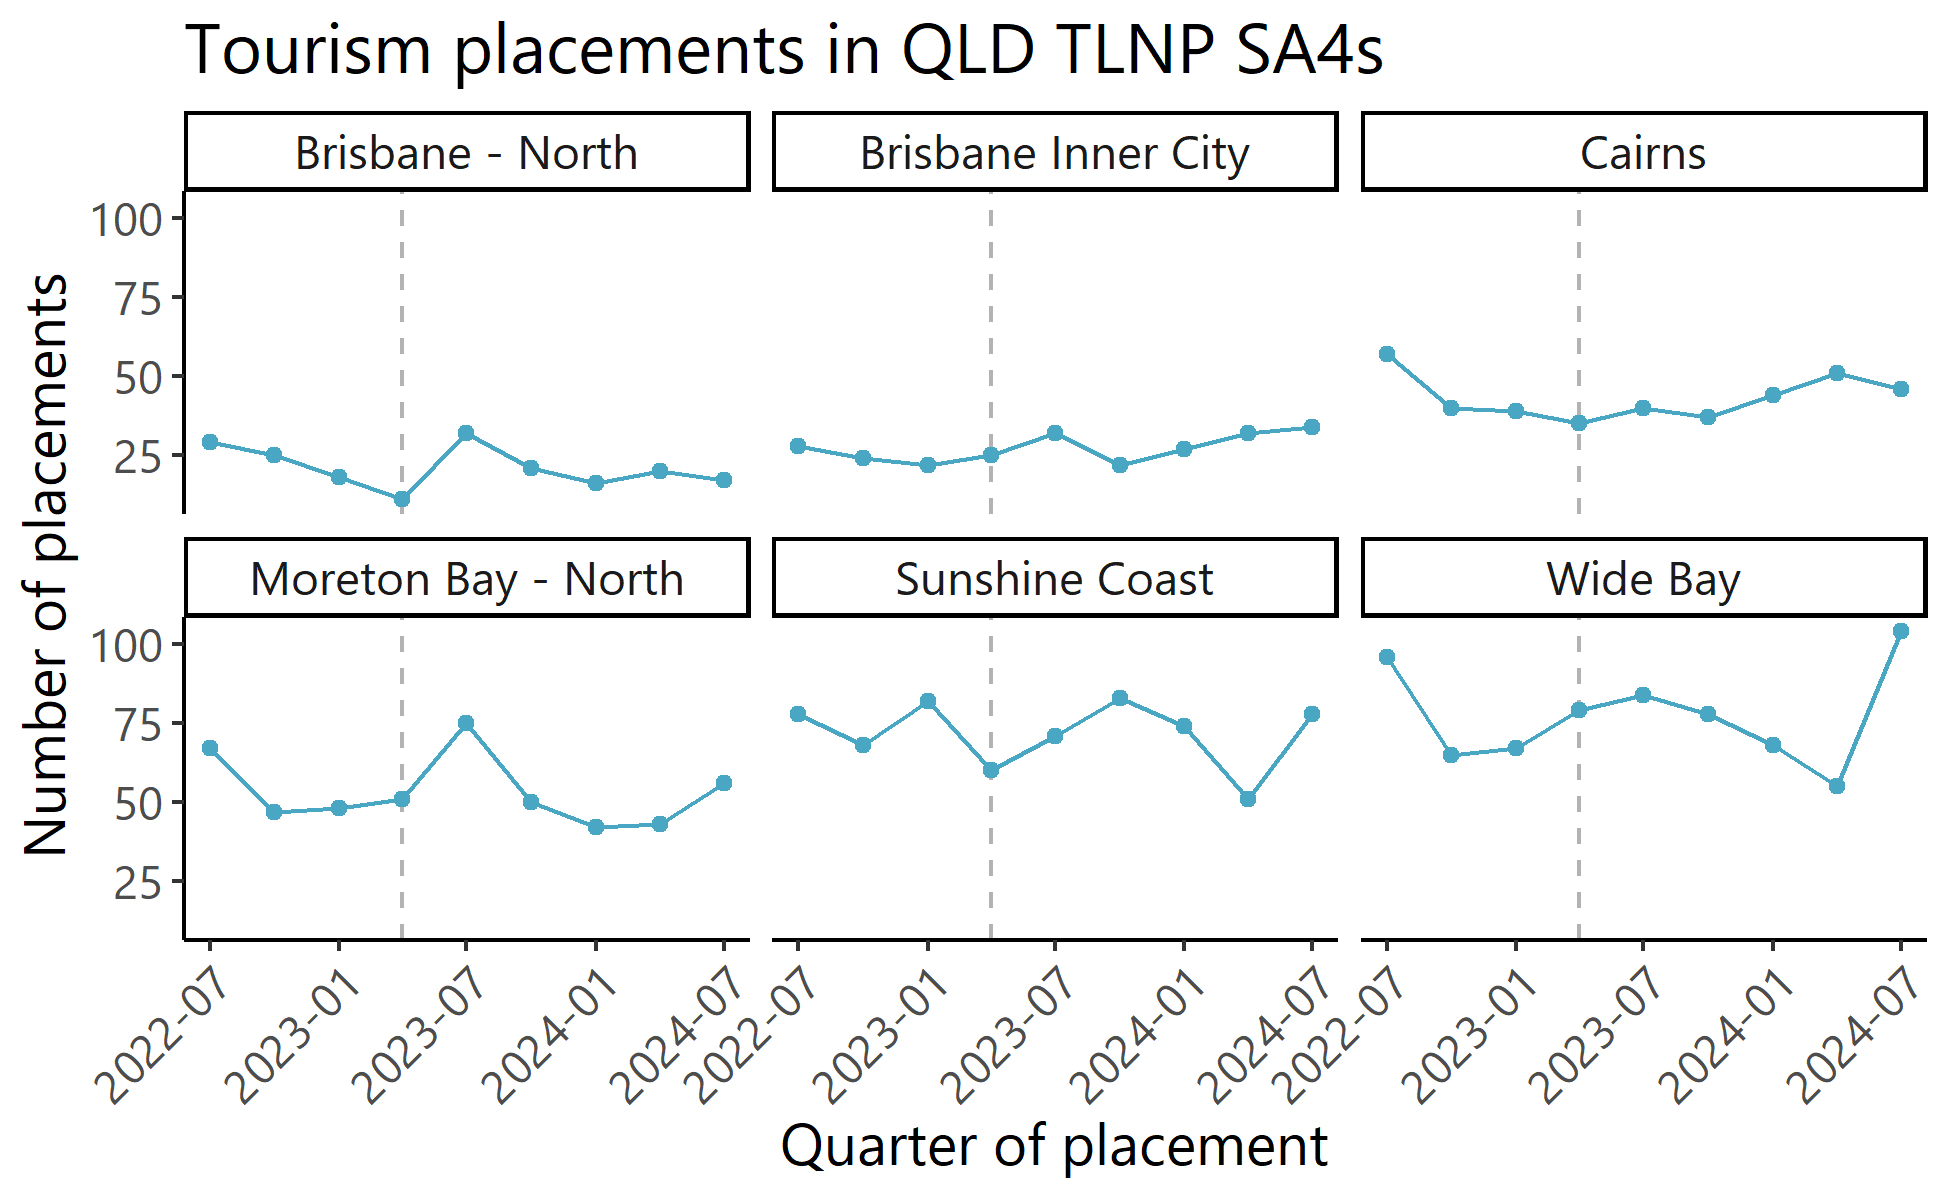 Tourism placements in QLD TLNP SA4s
Brisbane - North
Brisbane Inner City
Cairns
100
75
50
25
Moreton Bay - North
Sunshine Coast
Wide Bay
100
75
50
25
Number of placements
2022-07
2023-01
2023-07
2024-01
2024-07
2022-07
2023-01
2023-07
2024-01
2024-07
2022-07
2023-01
2023-07
2024-01
2024-07
Quarter of placement